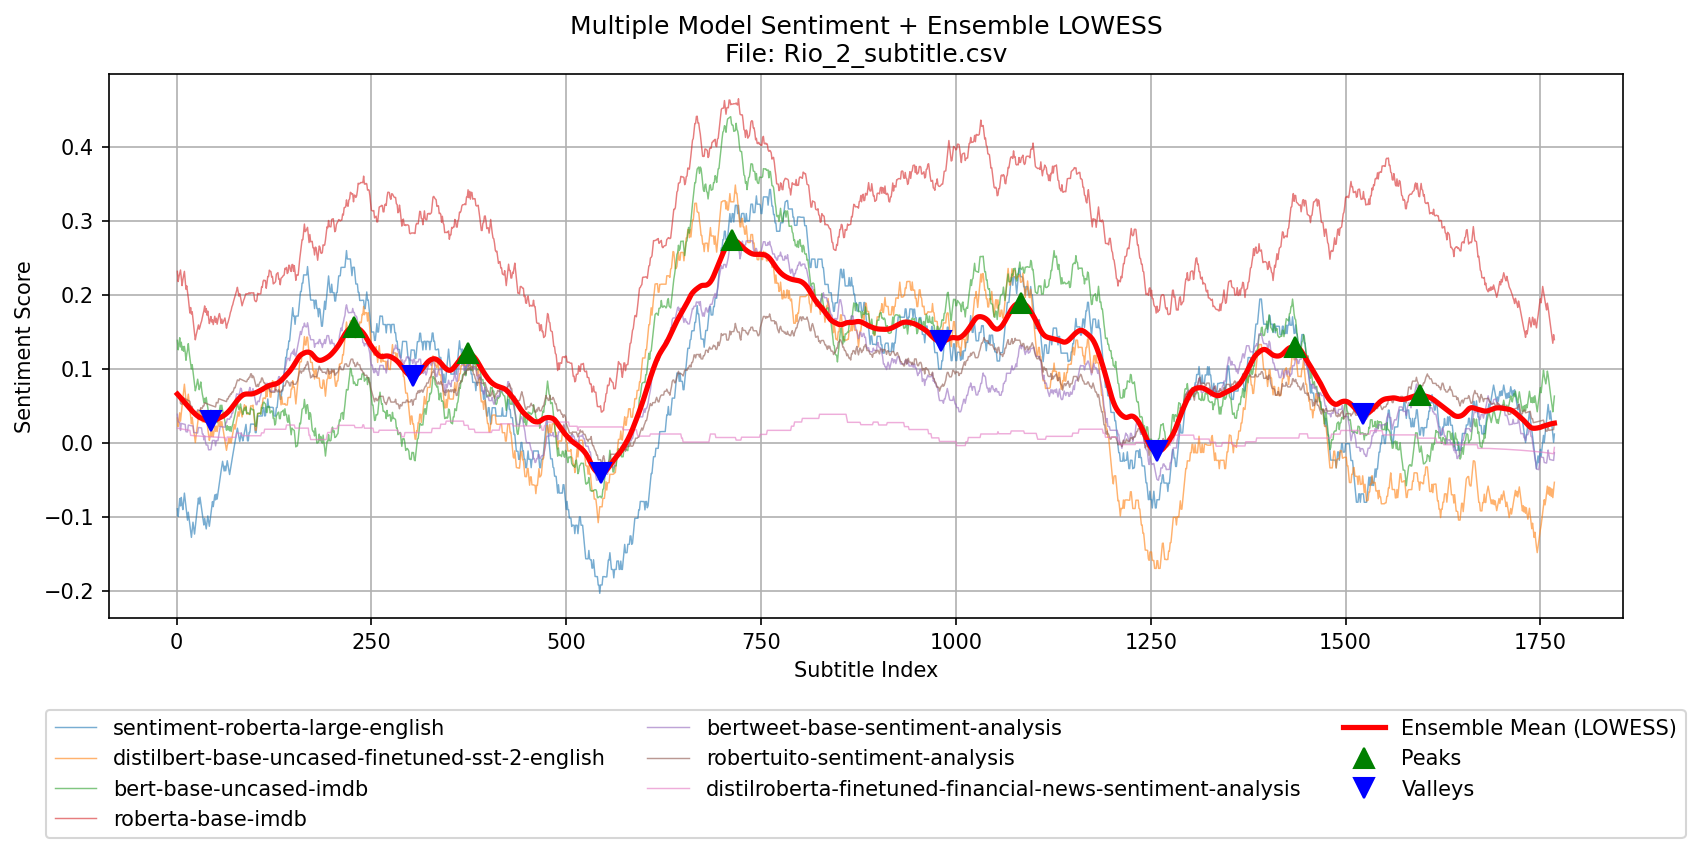 Multiple Model Sentiment + Ensemble LOWESS
File: Rio_2_subtitle.csv
Sentiment Score
0.4
0.3
0.2
0.1
0.0
−0.1
−0.2
0 250 500 750 1000 1250 1500 1750
Subtitle Index
sentiment-roberta-large-english
distilbert-base-uncased-finetuned-sst-2-english
bert-base-uncased-imdb
roberta-base-imdb
bertweet-base-sentiment-analysis
robertuito-sentiment-analysis
distilroberta-finetuned-financial-news-sentiment-analysis
Ensemble Mean (LOWESS)
Peaks
Valleys